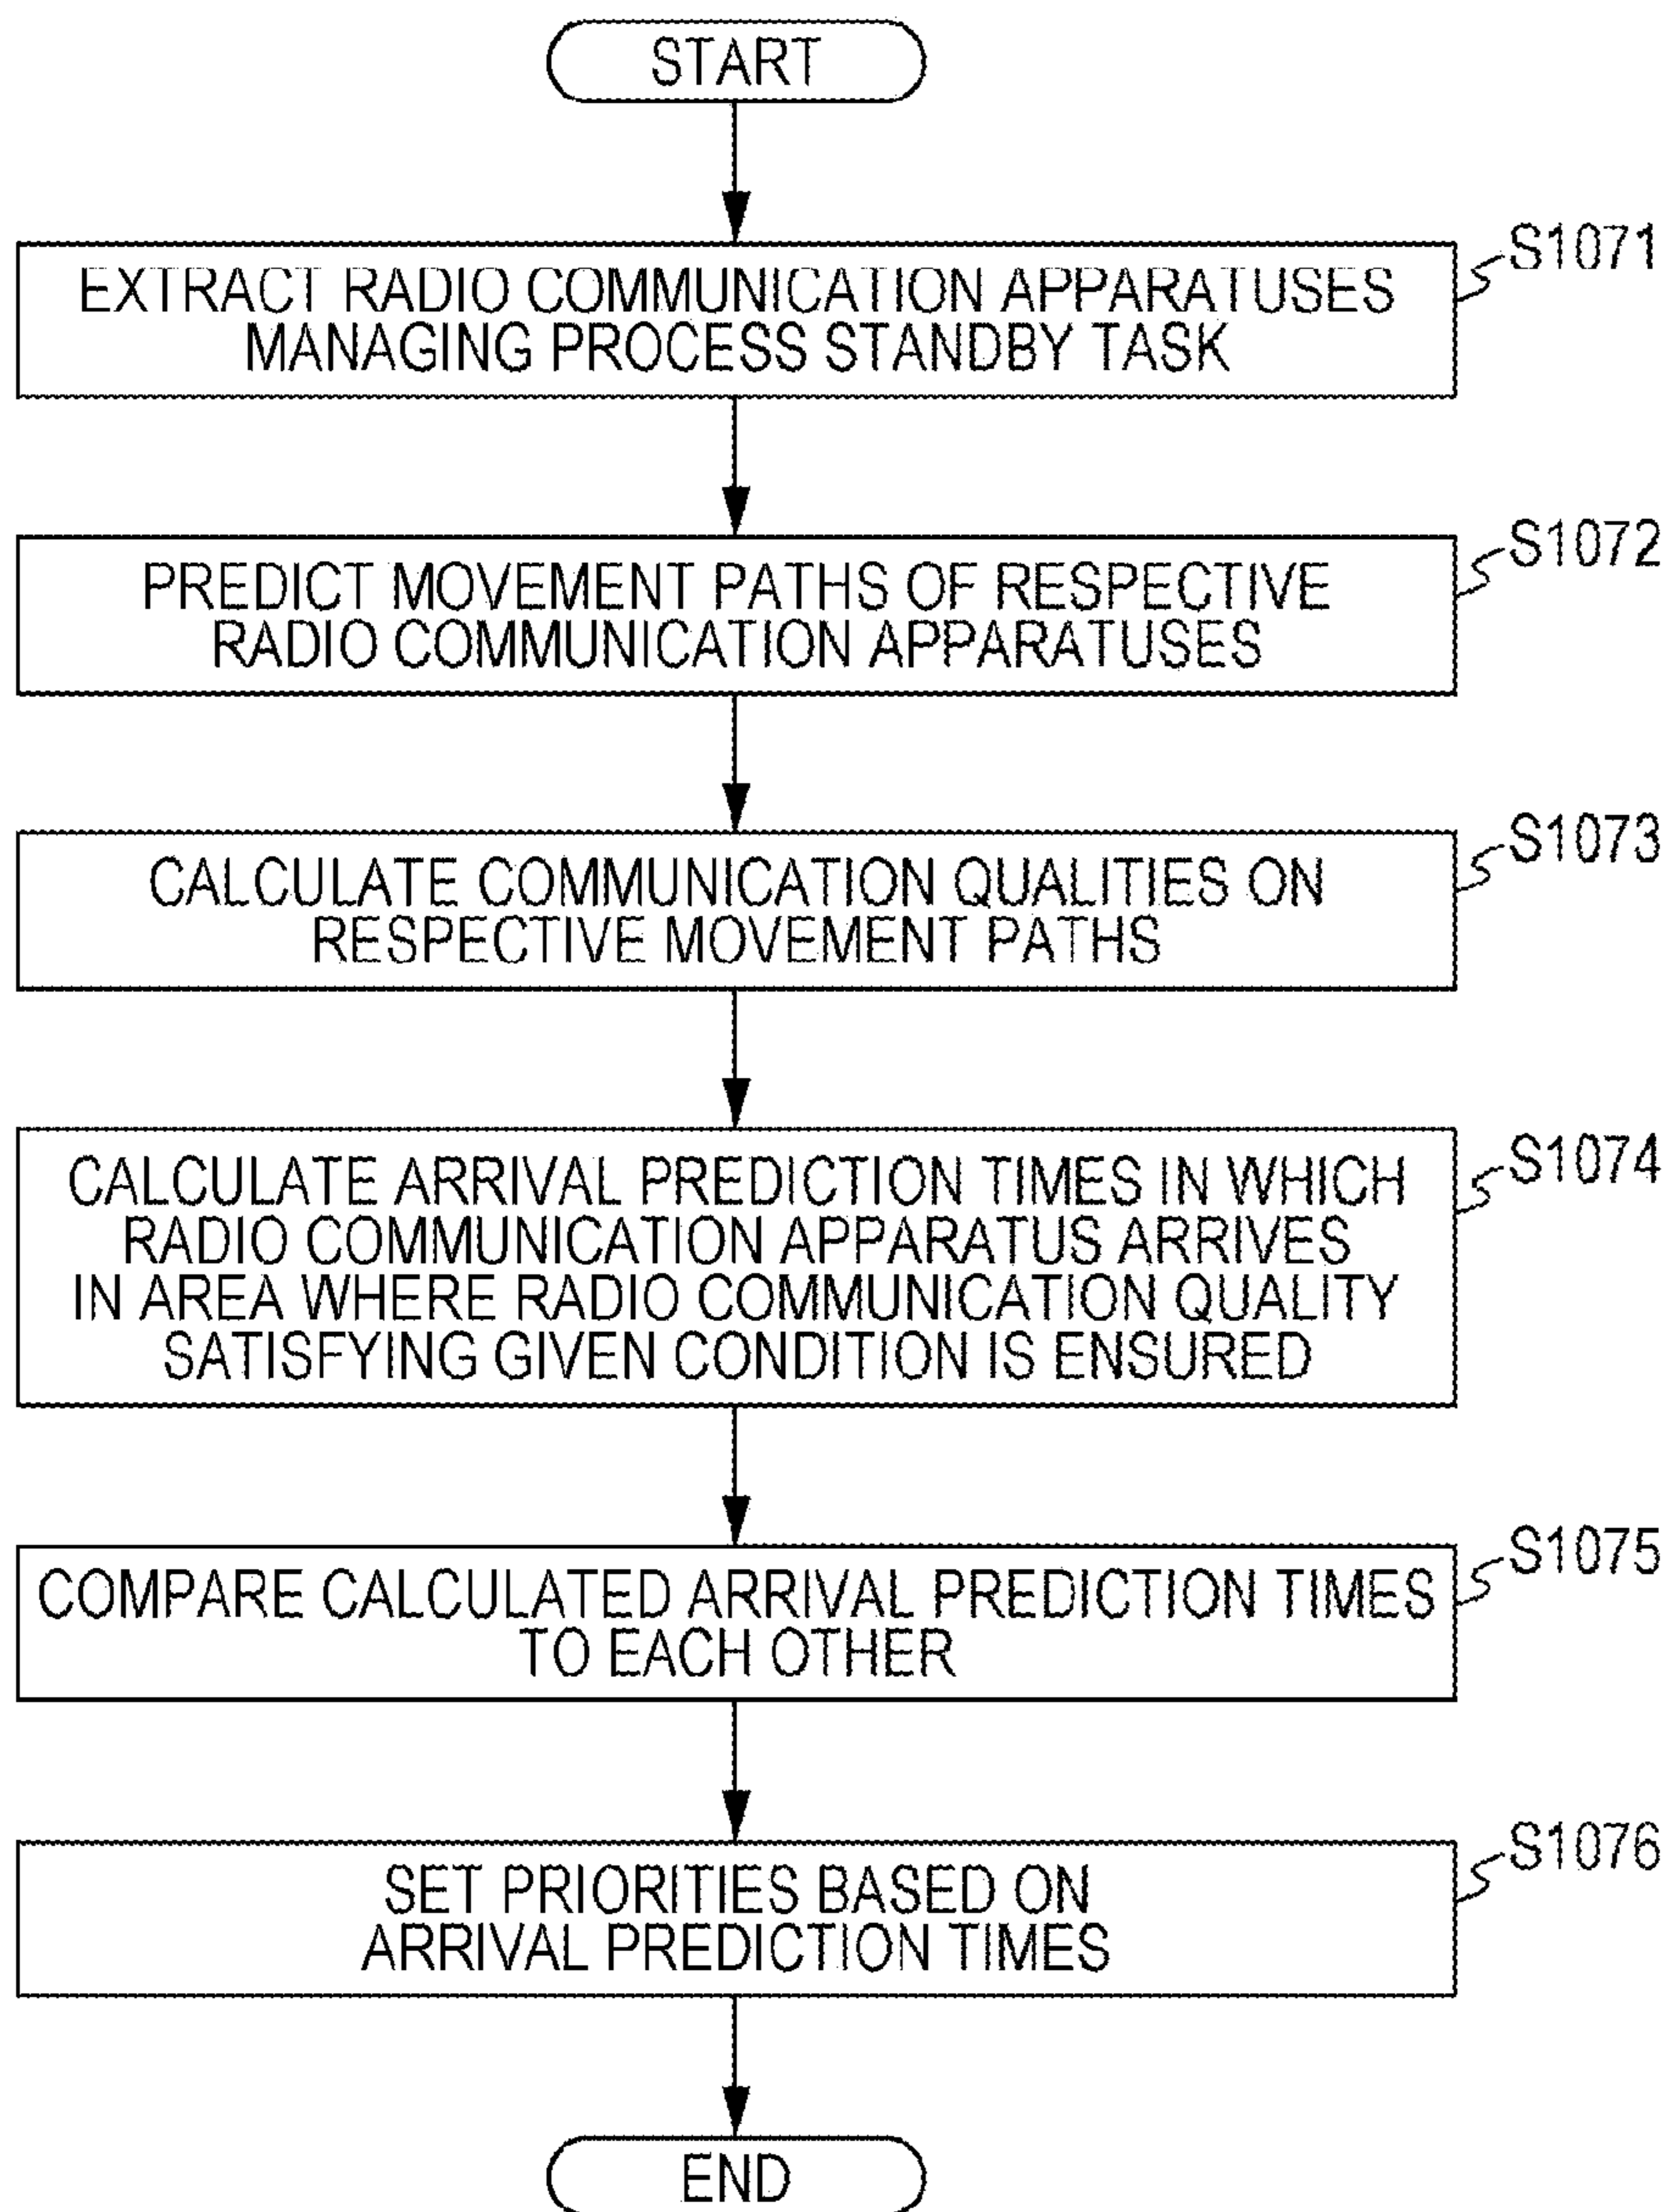 START
S1071
EXTRACT RADIO COMMUNICATION APPARATUSES
MANAGING PROCESS STANDBY TASK
S1072
PREDICT MOVEMENT PATHS OF RESPECTIVE
RADIO COMMUNICATION APPARATUSES
S1073
CALCULATE COMMUNICATION QUALITIES ON
RESPECTIVE MOVEMENT PATHS
S1074
CALCULATE ARRIVAL PREDICTION TIMES IN WHICH
RADIO COMMUNICATION APPARATUS ARRIVES
IN AREA WHERE RADIO COMMUNICATION QUALITY
SATISFYING GIVEN CONDITION IS ENSURED
S1075
COMPARE CALCULATED ARRIVAL PREDICTION TIMES
TO EACH OTHER
S1076
SET PRIORITIES BASED ON
ARRIVAL PREDICTION TIMES
END